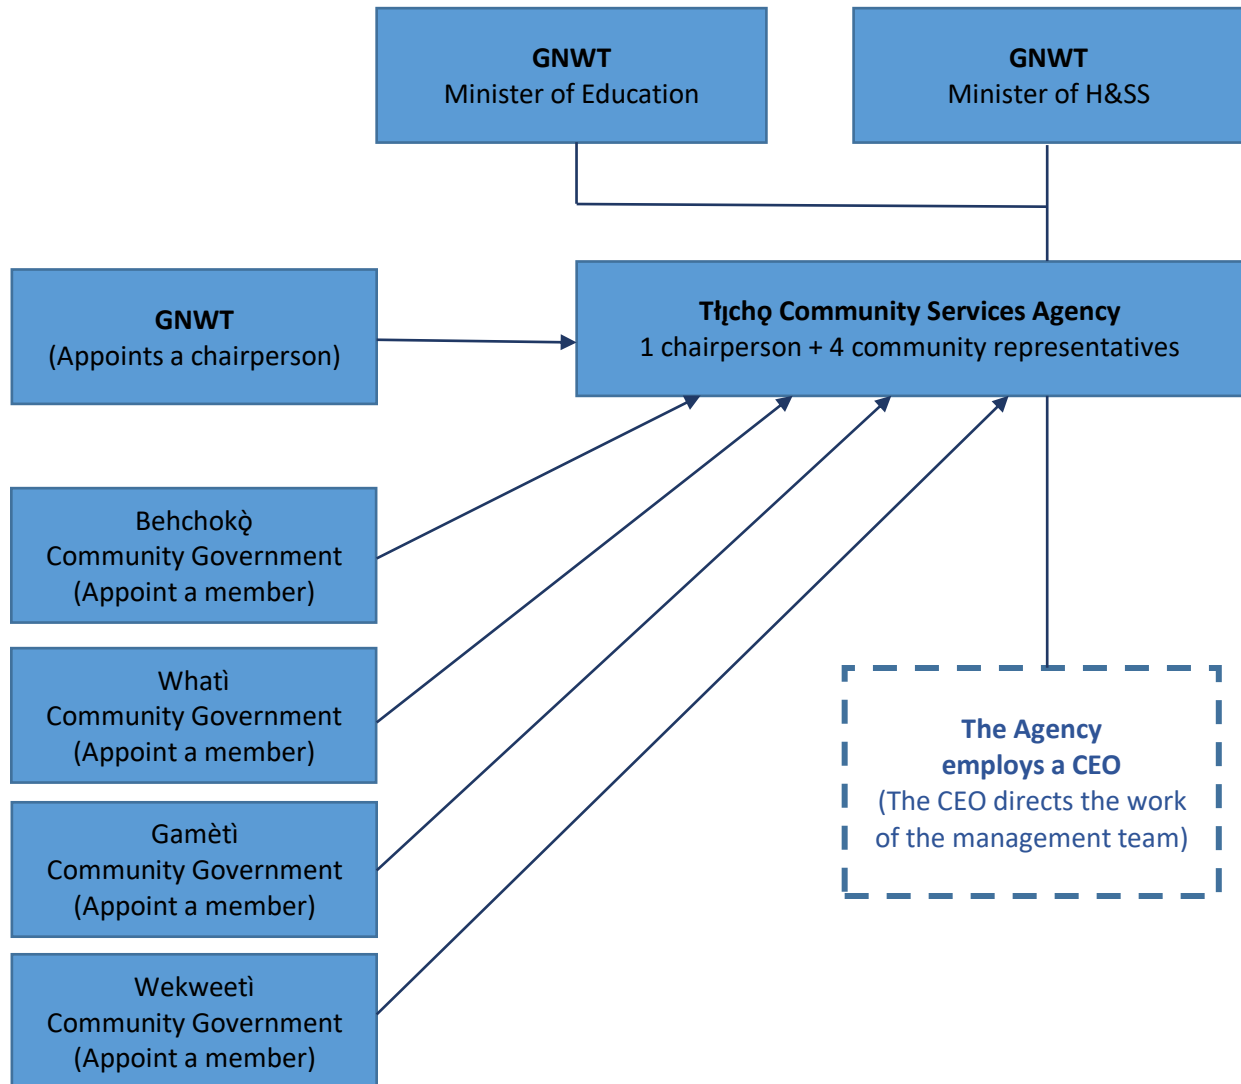 GNWT
Minister of Education
GNWT
Minister of H&SS
GNWT
(Appoints a chairperson)
Tłı̨chǫ Community Services Agency
1 chairperson + 4 community representatives
Behchokǫ̀
Community Government
(Appoint a member)
Whatì
Community Government
(Appoint a member)
Gamètì
Community Government
(Appoint a member)
Wekweetì
Community Government
(Appoint a member)
The Agency
employs a CEO
(The CEO directs the work
of the management team)